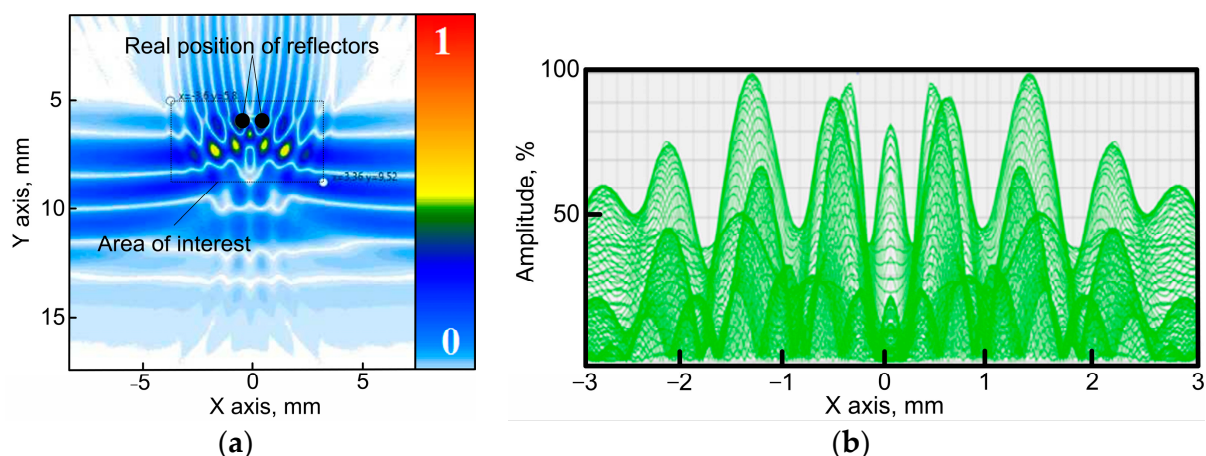 Real position of reflectors
x=-3.6 y=5.8
x=3.36 y=9.52
Area of interest
1
0
5
10
15
Y axis, mm
−5
0
5
X axis, mm
(a)
100
50
Amplitude, %
−3
−2
−1
0
1
2
3
X axis, mm
(b)